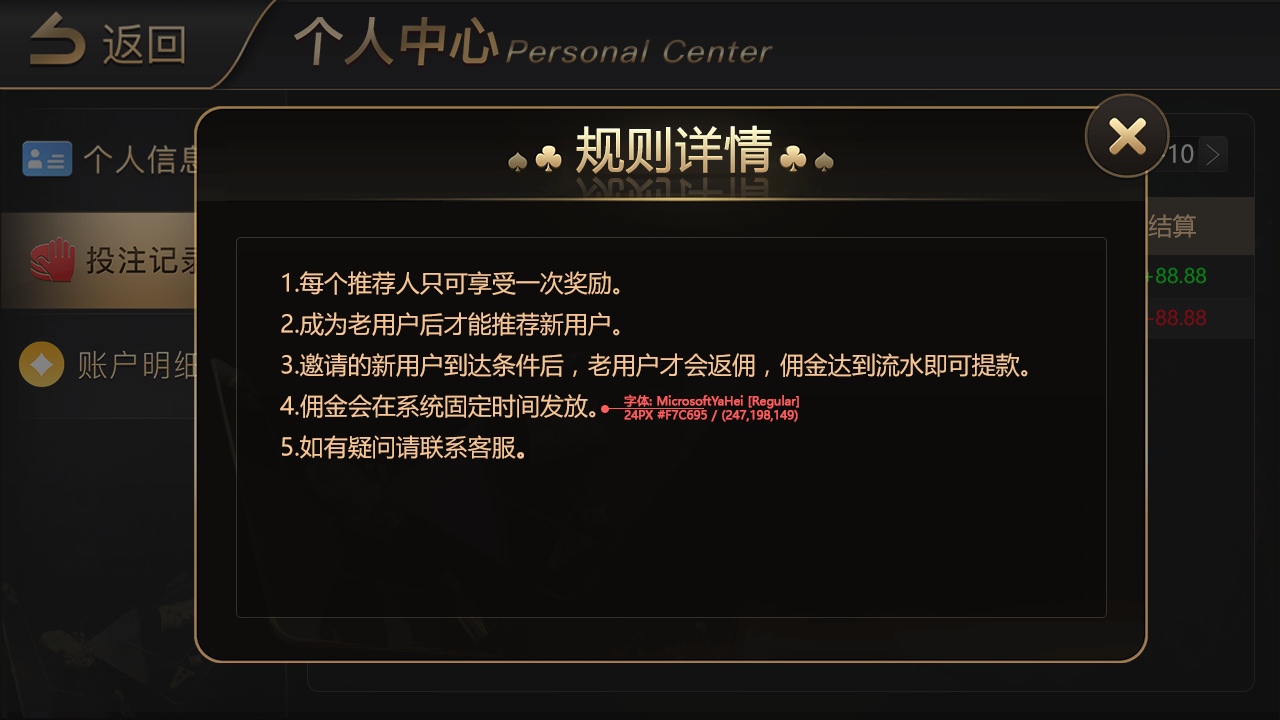 返回
个人中心 Personal Center
规则详情
个人信息
10
投注记录
结算
+88.88
-88.88
账户明细
1.每个推荐人只可享受一次奖励。
2.成为老用户后才能推荐新用户。
3.邀请的新用户到达条件后，老用户才会返佣，佣金达到流水即可提款。
4.佣金会在系统固定时间发放。
字体: MicrosoftYaHei [Regular]
24PX #F7C695 / (247,198,149)
5.如有疑问请联系客服。